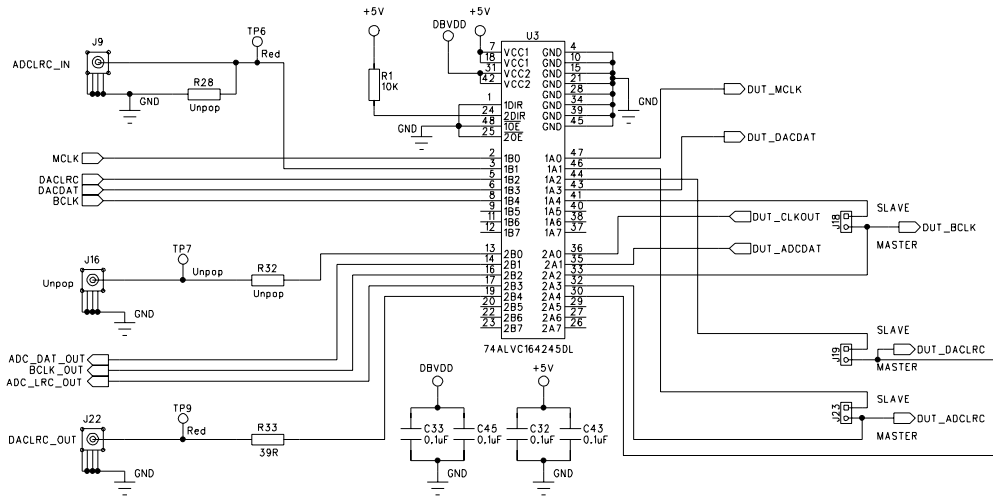 +5V
+5V
DBVDD
J9
TP6
Red
ADCLRC_IN
R28
Unpop
GND
R1
10K
GND
U3
7 VCC1 GND 4
18 VCC1 GND 10
31 VCC2 GND 15
42 VCC2 GND 21
GND 28
1 1DIR GND 34
24 2DIR GND 39
48 1OE GND 45
25 2OE
GND
DUT_MCLK
DUT_DACDAT
MCLK 2 1B0 1A0 47
3 1B1 1A1 46
DACLRC 5 1B2 1A2 44
DACDAT 6 1B3 1A3 43
BCLK 8 1B4 1A4 41
9 1B5 1A5 40
11 1B6 1A6 38
12 1B7 1A7 37
SLAVE
J18
DUT_CLKOUT
DUT_BCLK
MASTER
DUT_ADCDAT
13 2B0 2A0 36
14 2B1 2A1 35
16 2B2 2A2 33
17 2B3 2A3 32
19 2B4 2A4 30
20 2B5 2A5 29
22 2B6 2A6 27
23 2B7 2A7 26
74ALVC164245DL
TP7
J16
Unpop
R32
Unpop
Unpop
GND
SLAVE
J19
DUT_DACLRC
MASTER
ADC_DAT_OUT
BCLK_OUT
ADC_LRC_OUT
DBVDD
+5V
SLAVE
J23
DUT_ADCLRC
MASTER
J22
TP9
Red
DACLRC_OUT
R33
39R
GND
C33
0.1uF
C45
0.1uF
GND
C32
0.1uF
C43
0.1uF
GND